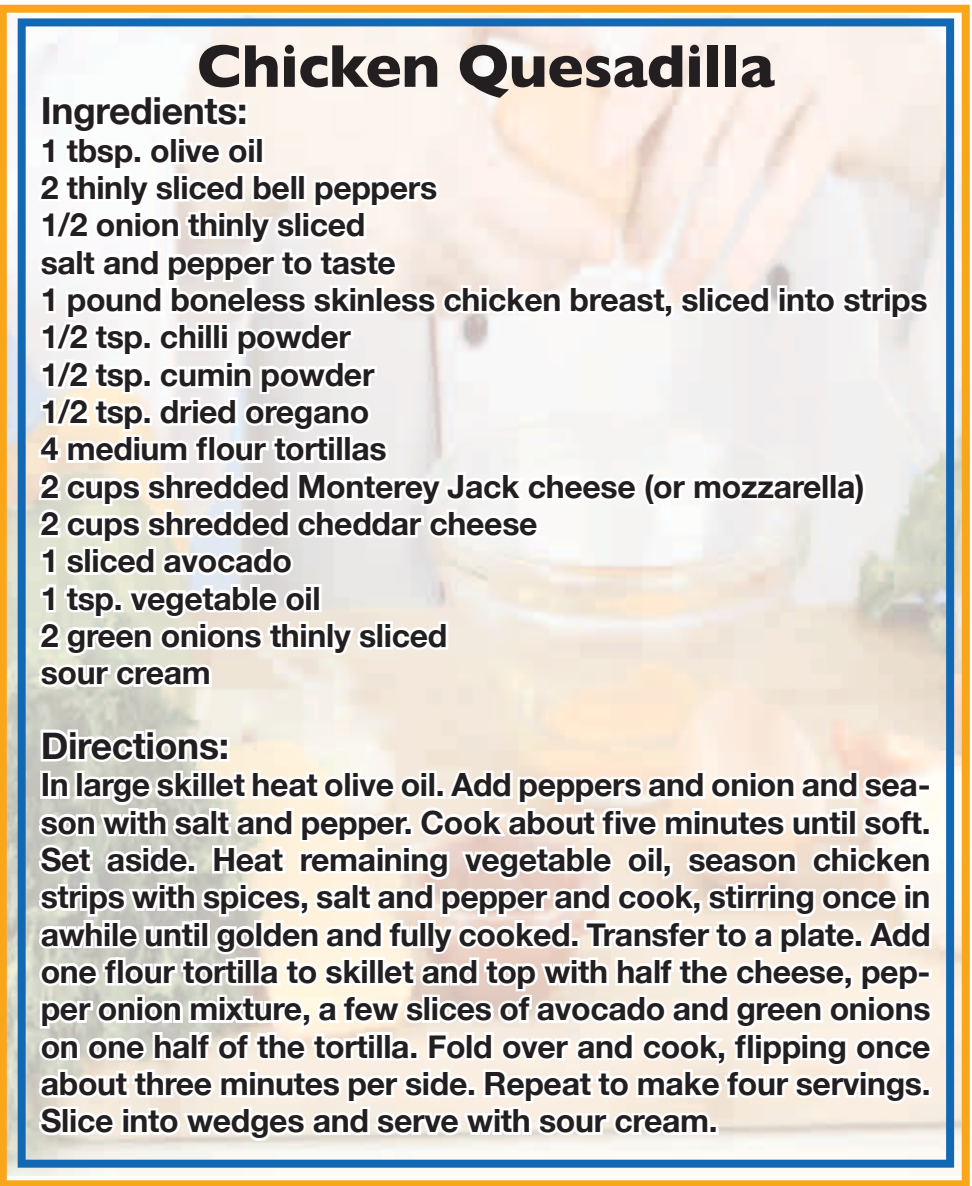 Chicken Quesadilla
Ingredients:
1 tbsp. olive oil
2 thinly sliced bell peppers
1/2 onion thinly sliced
salt and pepper to taste
1 pound boneless skinless chicken breast, sliced into strips
1/2 tsp. chilli powder
1/2 tsp. cumin powder
1/2 tsp. dried oregano
4 medium flour tortillas
2 cups shredded Monterey Jack cheese (or mozzarella)
2 cups shredded cheddar cheese
1 sliced avocado
1 tsp. vegetable oil
2 green onions thinly sliced
sour cream
Directions:
In large skillet heat olive oil. Add peppers and onion and sea-
son with salt and pepper. Cook about five minutes until soft.
Set aside. Heat remaining vegetable oil, season chicken
strips with spices, salt and pepper and cook, stirring once in
awhile until golden and fully cooked. Transfer to a plate. Add
one flour tortilla to skillet and top with half the cheese, pep-
per onion mixture, a few slices of avocado and green onions
on one half of the tortilla. Fold over and cook, flipping once
about three minutes per side. Repeat to make four servings.
Slice into wedges and serve with sour cream.